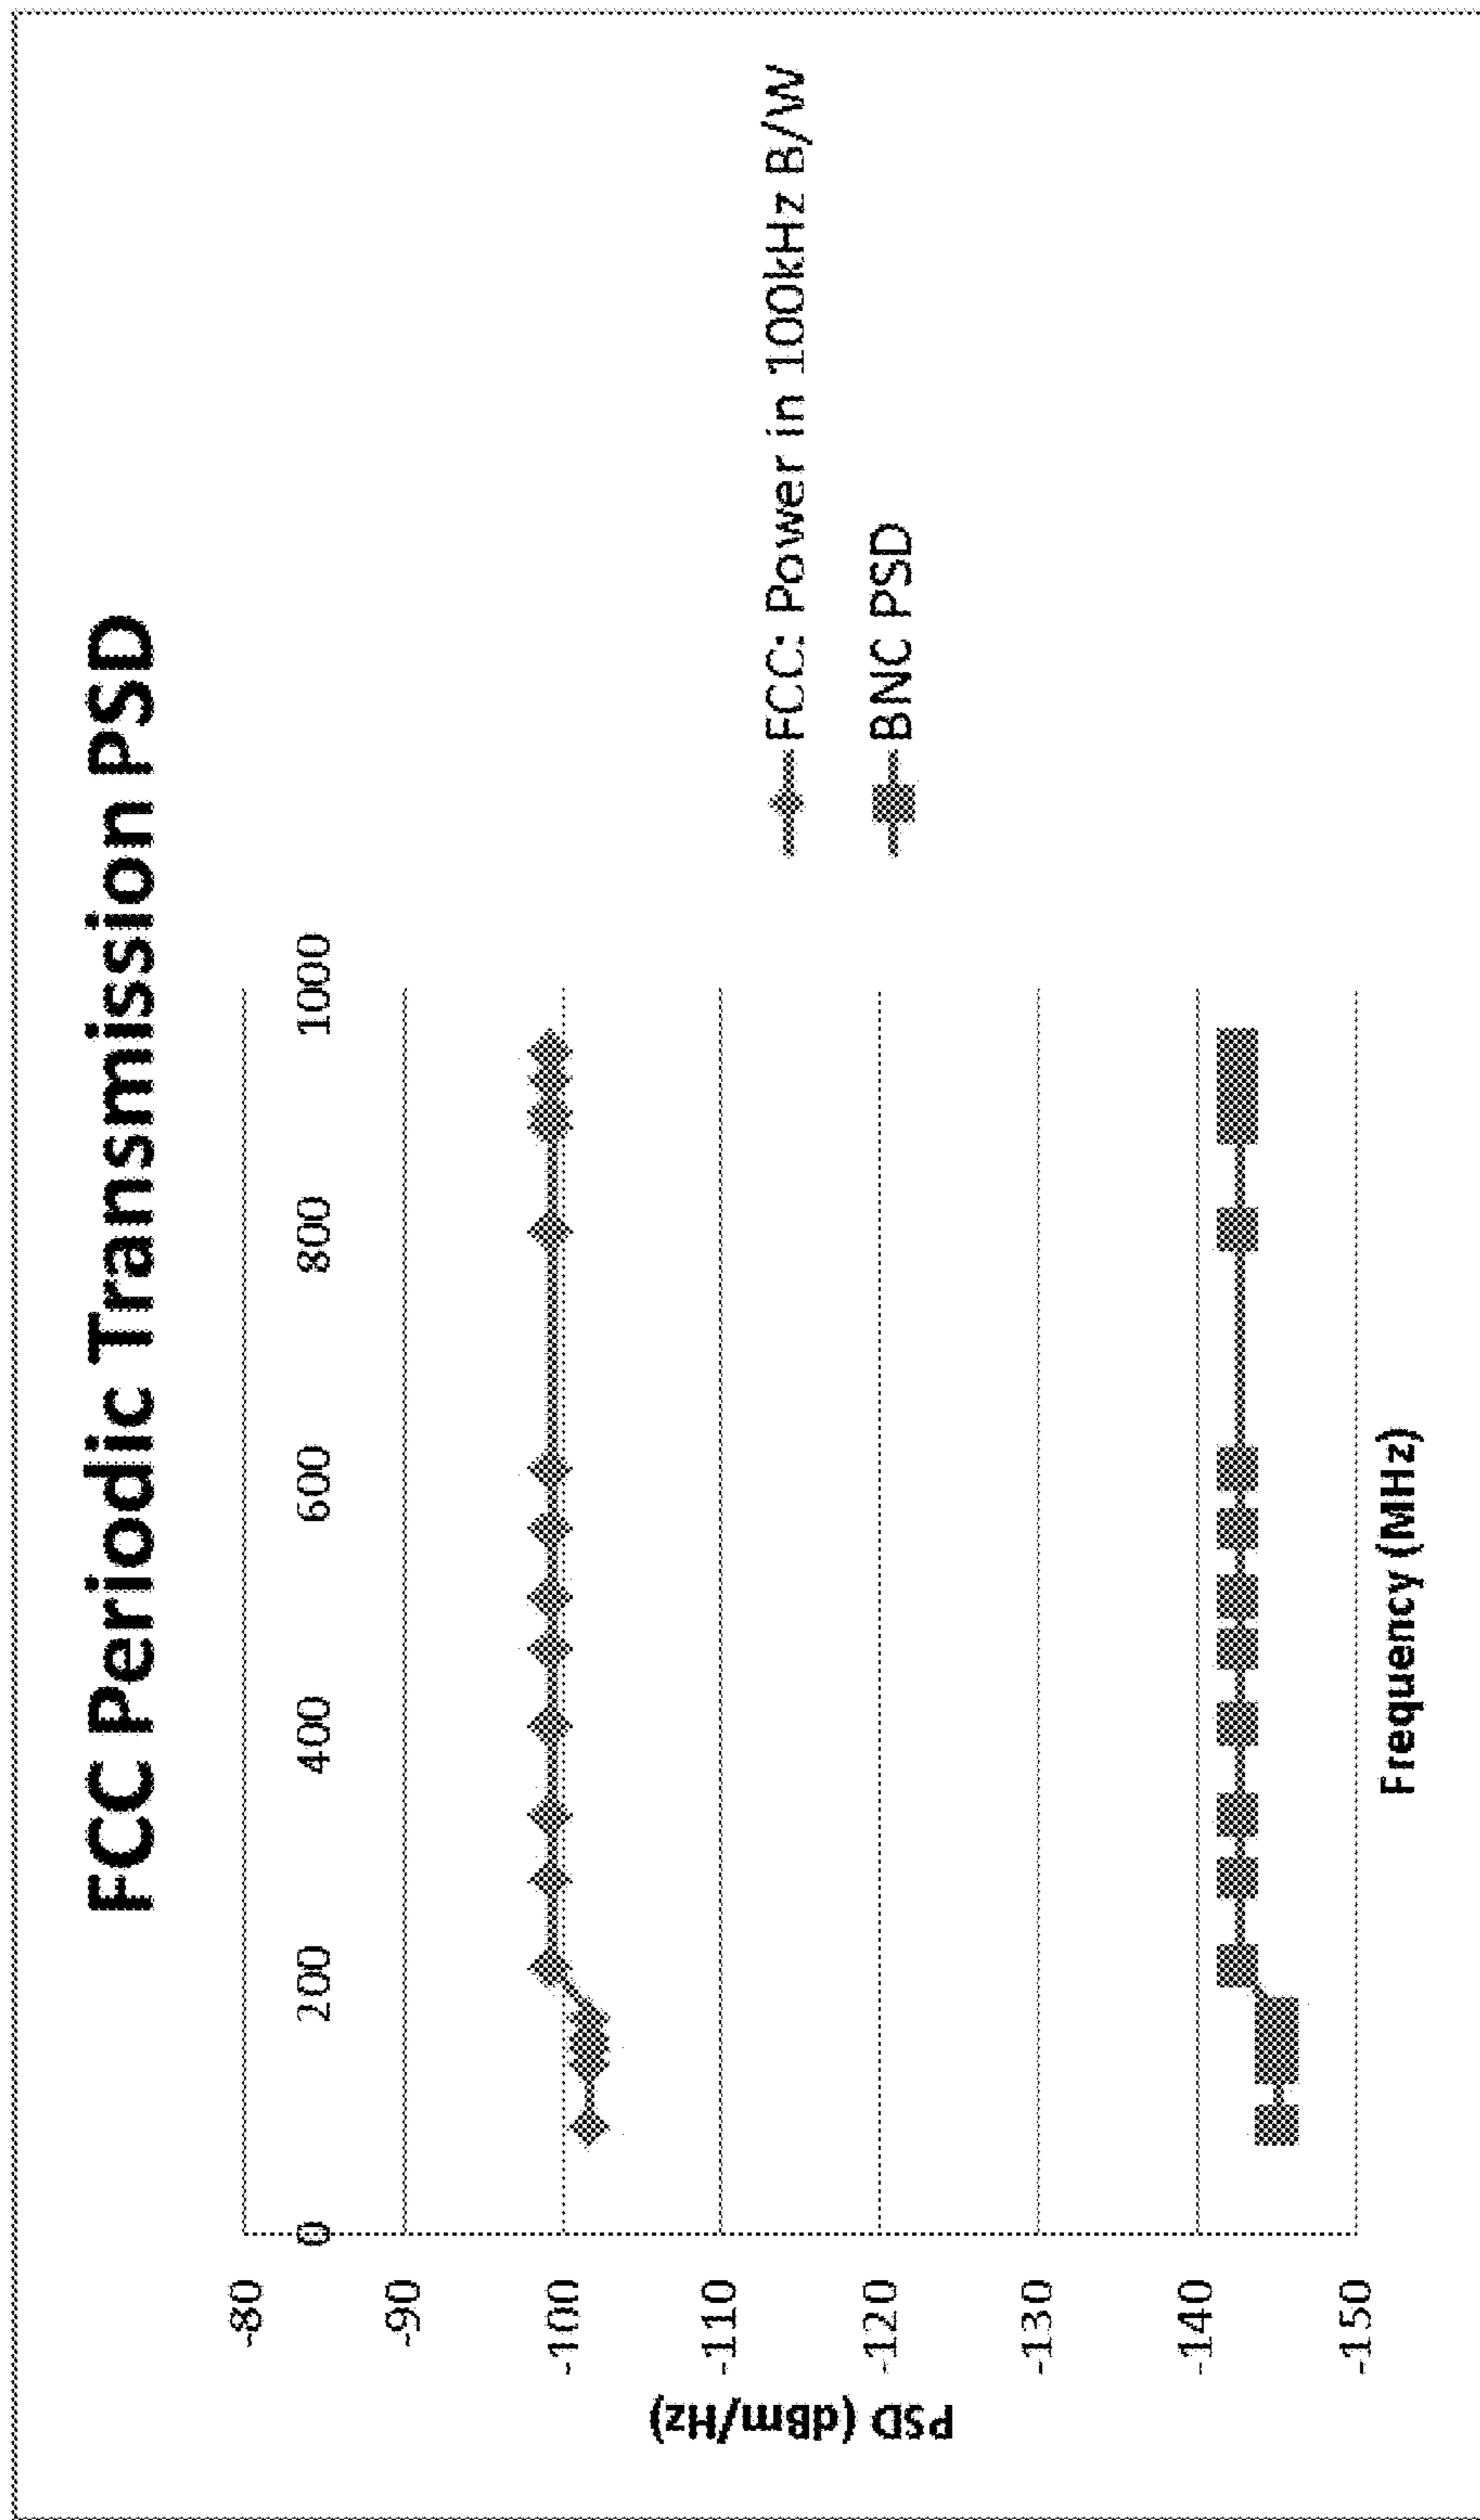 FCC Periodic Transmission PSD
-80
-90
-100
-110
-120
-130
-140
-150
PSD (dBm/Hz)
0
200
400
600
800
1000
Frequency (MHz)
FCC: Power in 100kHz B/W
BNC PSD